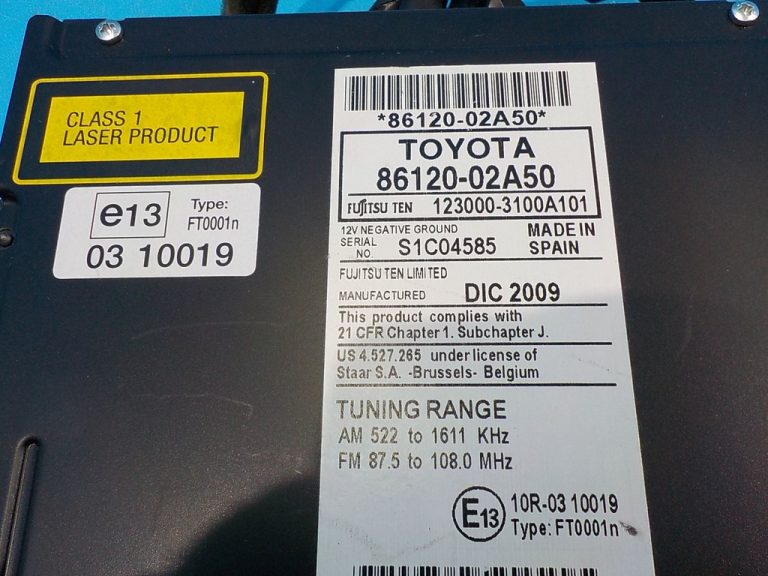 CLASS 1
LASER PRODUCT
e13 Type:
FT0001n
03 10019
*86120-02A50*
TOYOTA
86120-02A50
FUJITSU TEN 123000-3100A101
12V NEGATIVE GROUND MADE IN
SERIAL NO. S1C04585 SPAIN
FUJITSU TEN LIMITED
MANUFACTURED DIC 2009
This product complies with
21 CFR Chapter 1. Subchapter J.
US 4.527.265 under license of
Staar S.A. -Brussels- Belgium
TUNING RANGE
AM 522 to 1611 KHz
FM 87.5 to 108.0 MHz
E13 10R-03 10019
Type: FT0001n